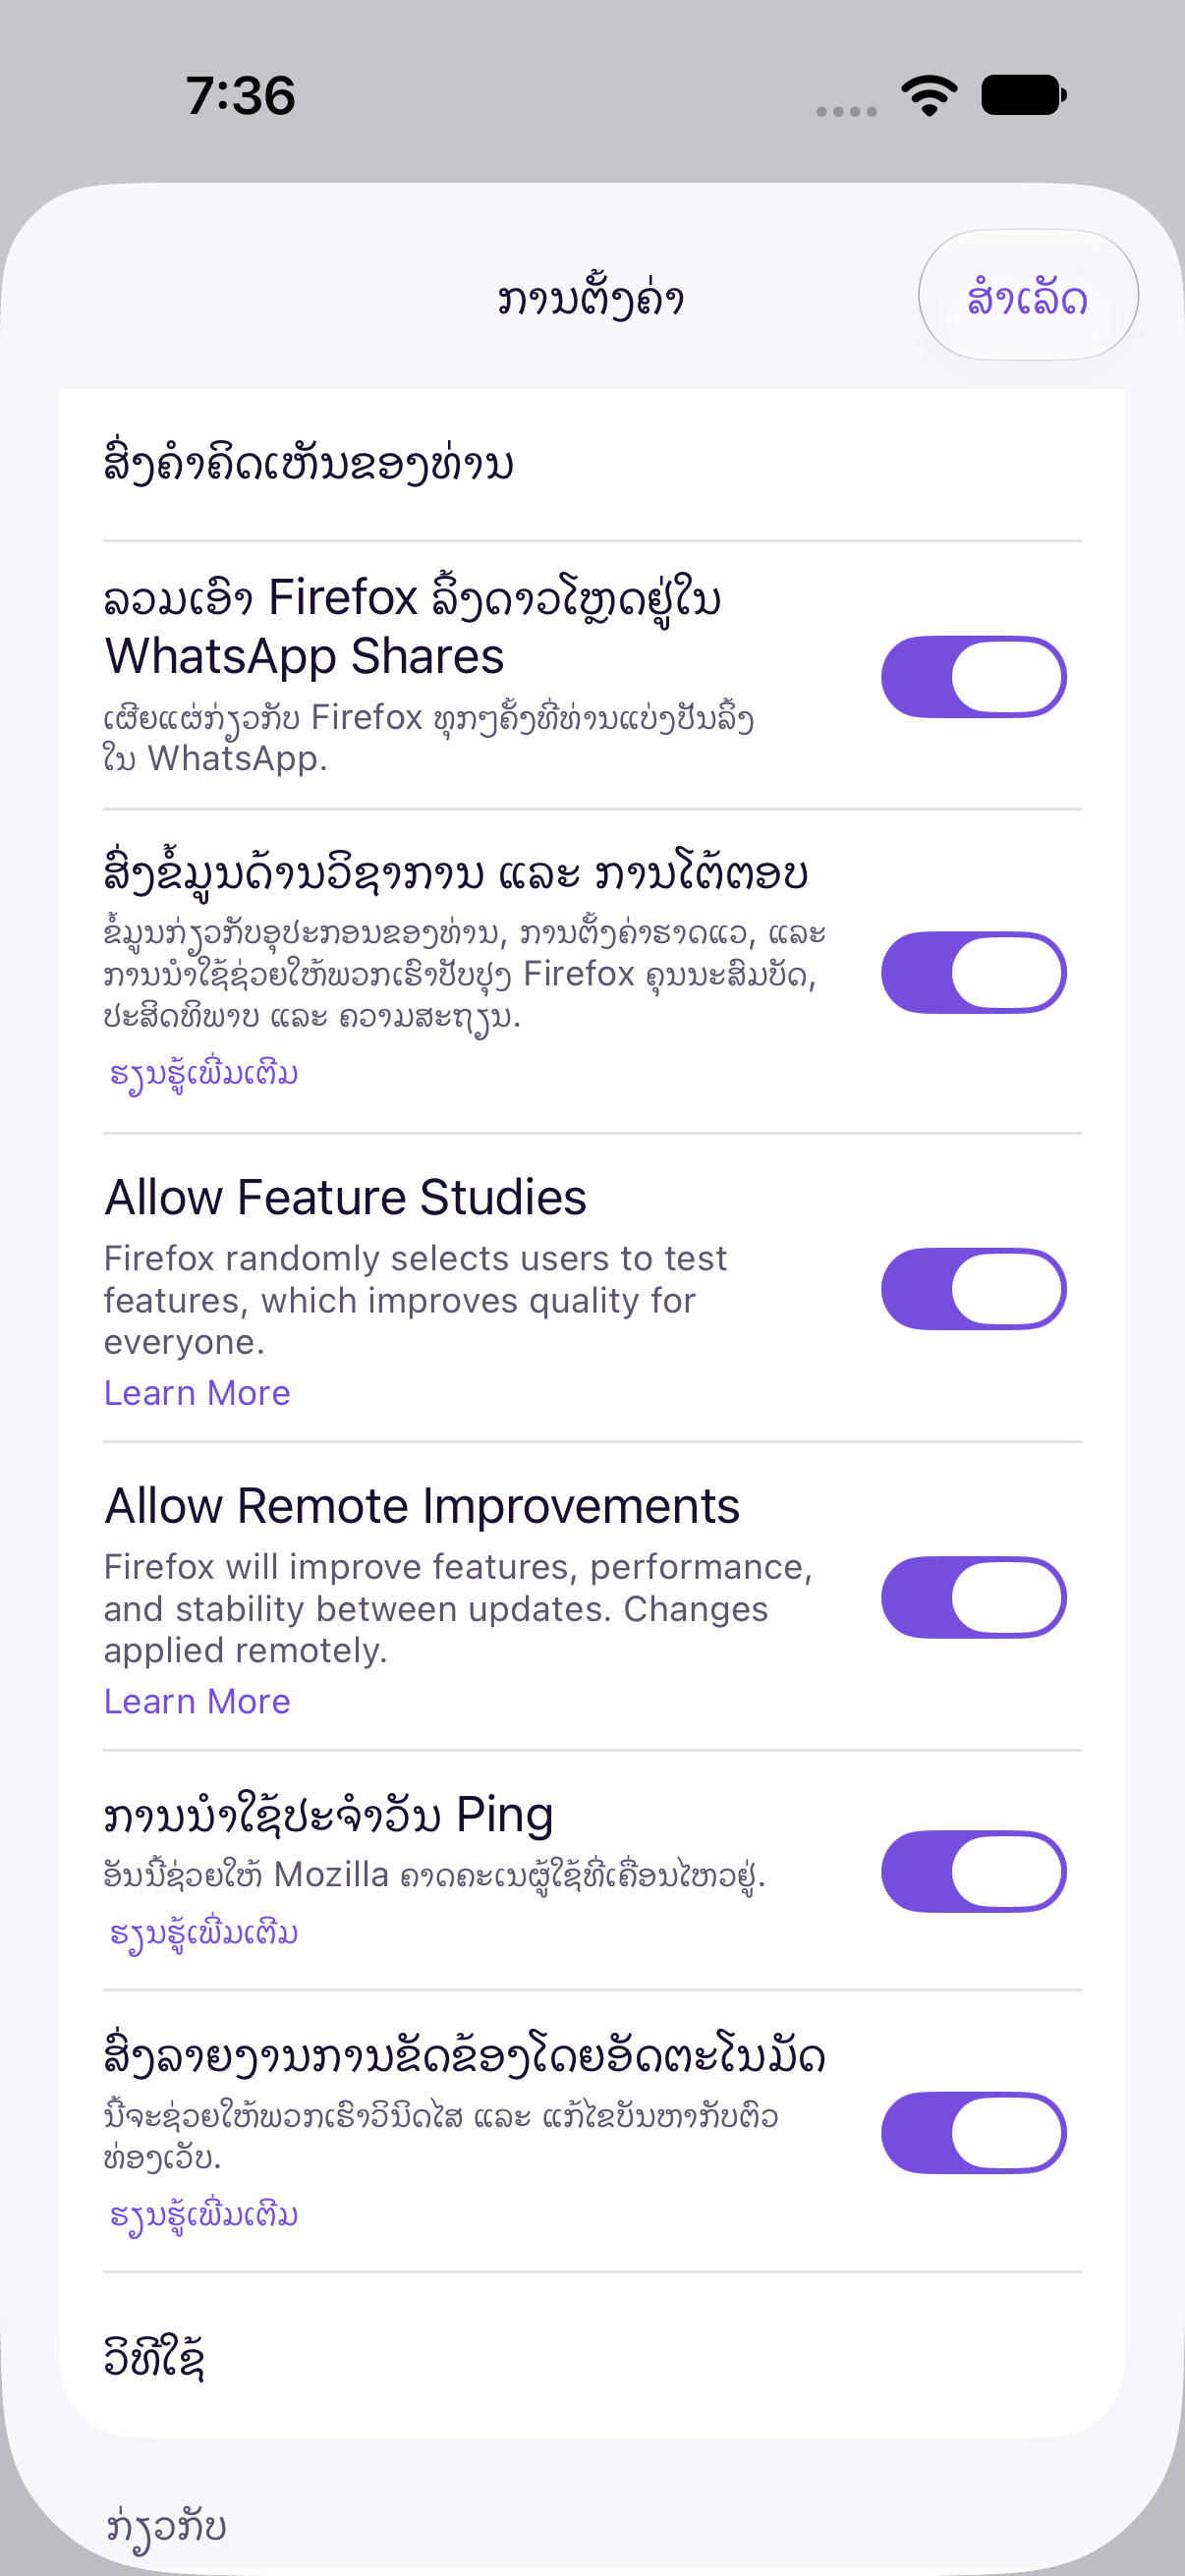 7:36
ການຕັ້ງຄ່າ
ສຳເລັດ
ສົ່ງຄຳຄິດເຫັນຂອງທ່ານ
ລວມເອົາ Firefox ລິ້ງດາວໂຫຼດຢູ່ໃນ
WhatsApp Shares
ເຜີຍແຜ່ກ່ຽວກັບ Firefox ທຸກໆຄັ້ງທີ່ທ່ານແບ່ງປັນລິ້ງ
ໃນ WhatsApp.
ສົ່ງຂໍ້ມູນດ້ານວິຊາການ ແລະ ການໂຕ້ຕອບ
ຂໍ້ມູນກ່ຽວກັບອຸປະກອນຂອງທ່ານ, ການຕັ້ງຄ່າຮາດແວ, ແລະ
ການນຳໃຊ້ຊ່ວຍໃຫ້ພວກເຮົາປັບປຸງ Firefox ຄຸນນະສົມບັດ,
ປະສິດທິພາບ ແລະ ຄວາມສະຖຽນ.
ຮຽນຮູ້ເພີ່ມເຕີມ
Allow Feature Studies
Firefox randomly selects users to test
features, which improves quality for
everyone.
Learn More
Allow Remote Improvements
Firefox will improve features, performance,
and stability between updates. Changes
applied remotely.
Learn More
ການນຳໃຊ້ປະຈຳວັນ Ping
ອັນນີ້ຊ່ວຍໃຫ້ Mozilla ຄາດຄະເນຜູ້ໃຊ້ທີ່ເຄື່ອນໄຫວຢູ່.
ຮຽນຮູ້ເພີ່ມເຕີມ
ສົ່ງລາຍງານການຂັດຂ້ອງໂດຍອັດຕະໂນມັດ
ນີ້ຈະຊ່ວຍໃຫ້ພວກເຮົາວິນິດໄສ ແລະ ແກ້ໄຂບັນຫາກັບຕົວ
ທ່ອງເວັບ.
ຮຽນຮູ້ເພີ່ມເຕີມ
ວິທີໃຊ້
ກ່ຽວກັບ